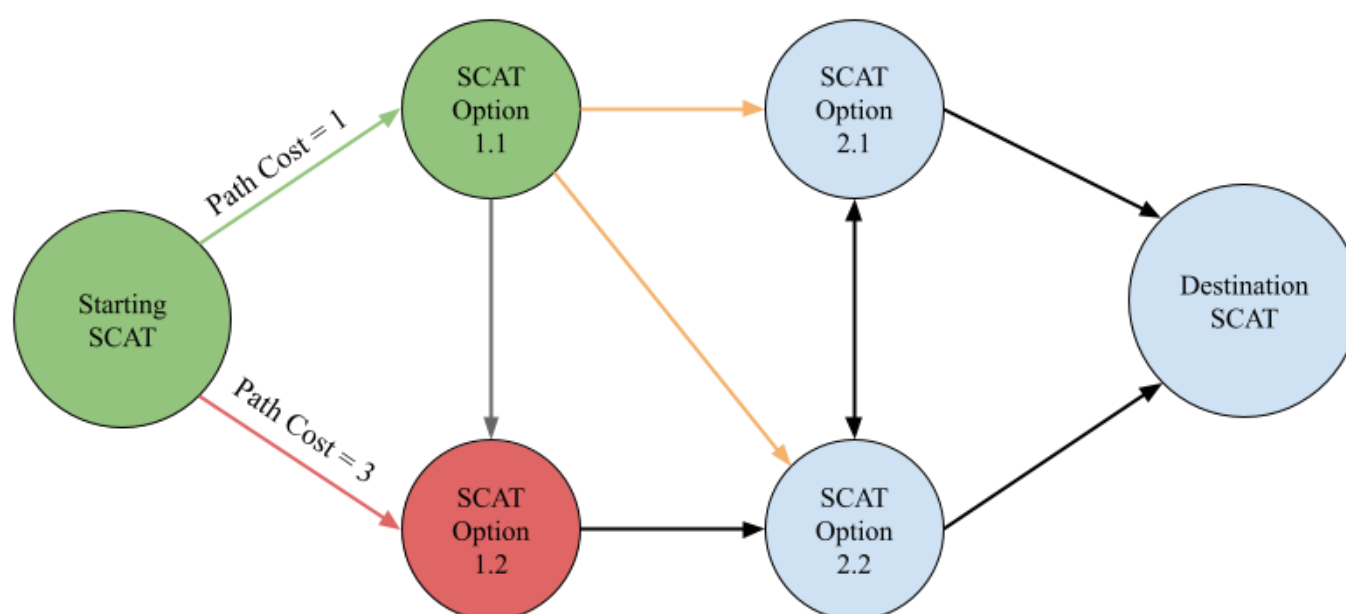 SCAT
Option
1.1
SCAT
Option
2.1
Path Cost = 1
Starting
SCAT
Destination
SCAT
Path Cost = 3
SCAT
Option
1.2
SCAT
Option
2.2